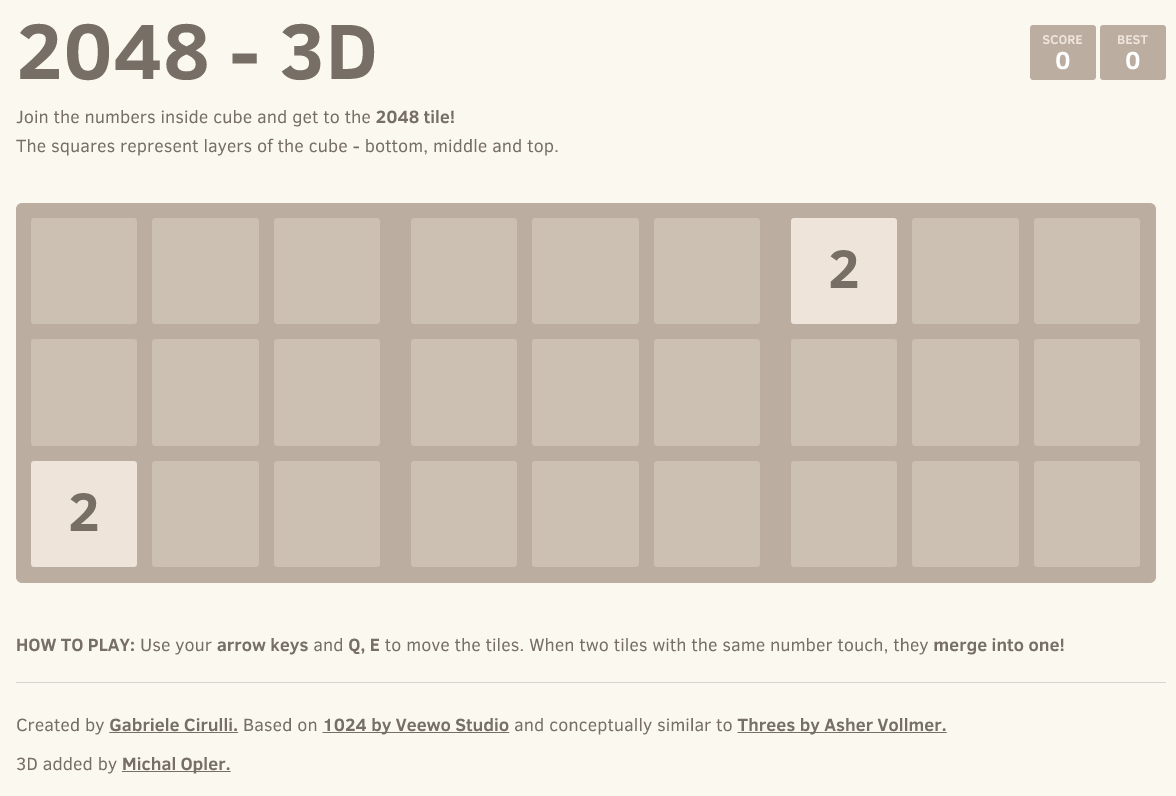 2048 - 3D
SCORE
0
BEST
0
Join the numbers inside cube and get to the 2048 tile!
The squares represent layers of the cube - bottom, middle and top.
2
2
HOW TO PLAY: Use your arrow keys and Q, E to move the tiles. When two tiles with the same number touch, they merge into one!
Created by Gabriele Cirulli. Based on 1024 by Veewo Studio and conceptually similar to Threes by Asher Vollmer.
3D added by Michal Opler.